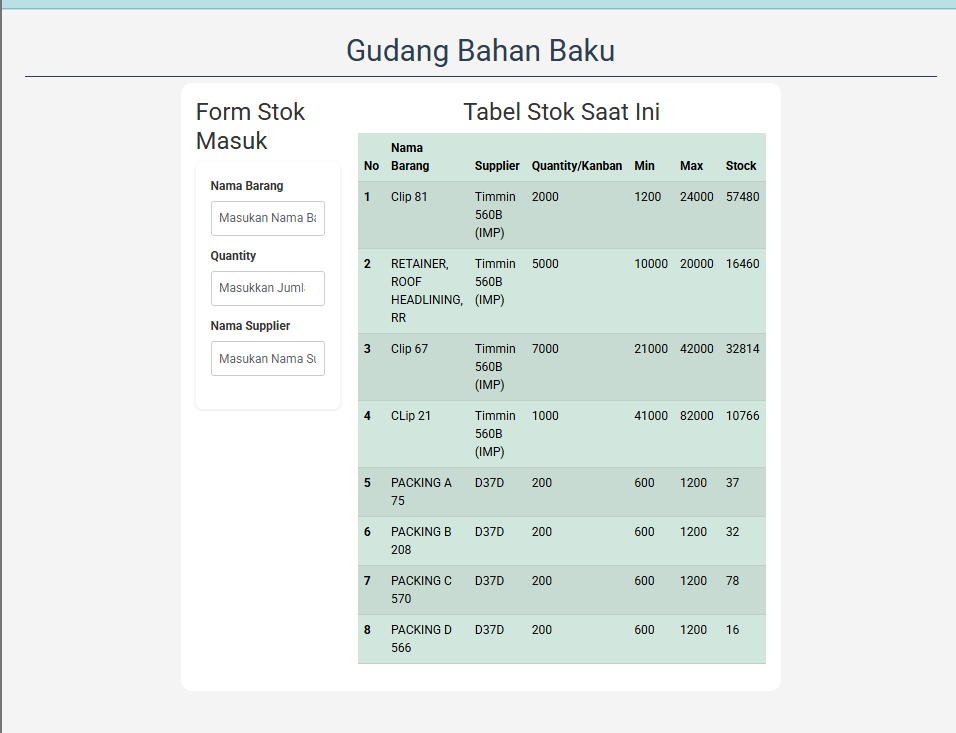 Gudang Bahan Baku
Form Stok
Masuk
Nama Barang
Masukan Nama Ba
Quantity
Masukkan Juml
Nama Supplier
Masukan Nama Su
Tabel Stok Saat Ini
No Nama Barang Supplier Quantity/Kanban Min Max Stock
1 Clip 81 Timmin 560B (IMP) 2000 1200 24000 57480
2 RETAINER, ROOF HEADLINING, RR Timmin 560B (IMP) 5000 10000 20000 16460
3 Clip 67 Timmin 560B (IMP) 7000 21000 42000 32814
4 CLip 21 Timmin 560B (IMP) 1000 41000 82000 10766
5 PACKING A 75 D37D 200 600 1200 37
6 PACKING B 208 D37D 200 600 1200 32
7 PACKING C 570 D37D 200 600 1200 78
8 PACKING D 566 D37D 200 600 1200 16